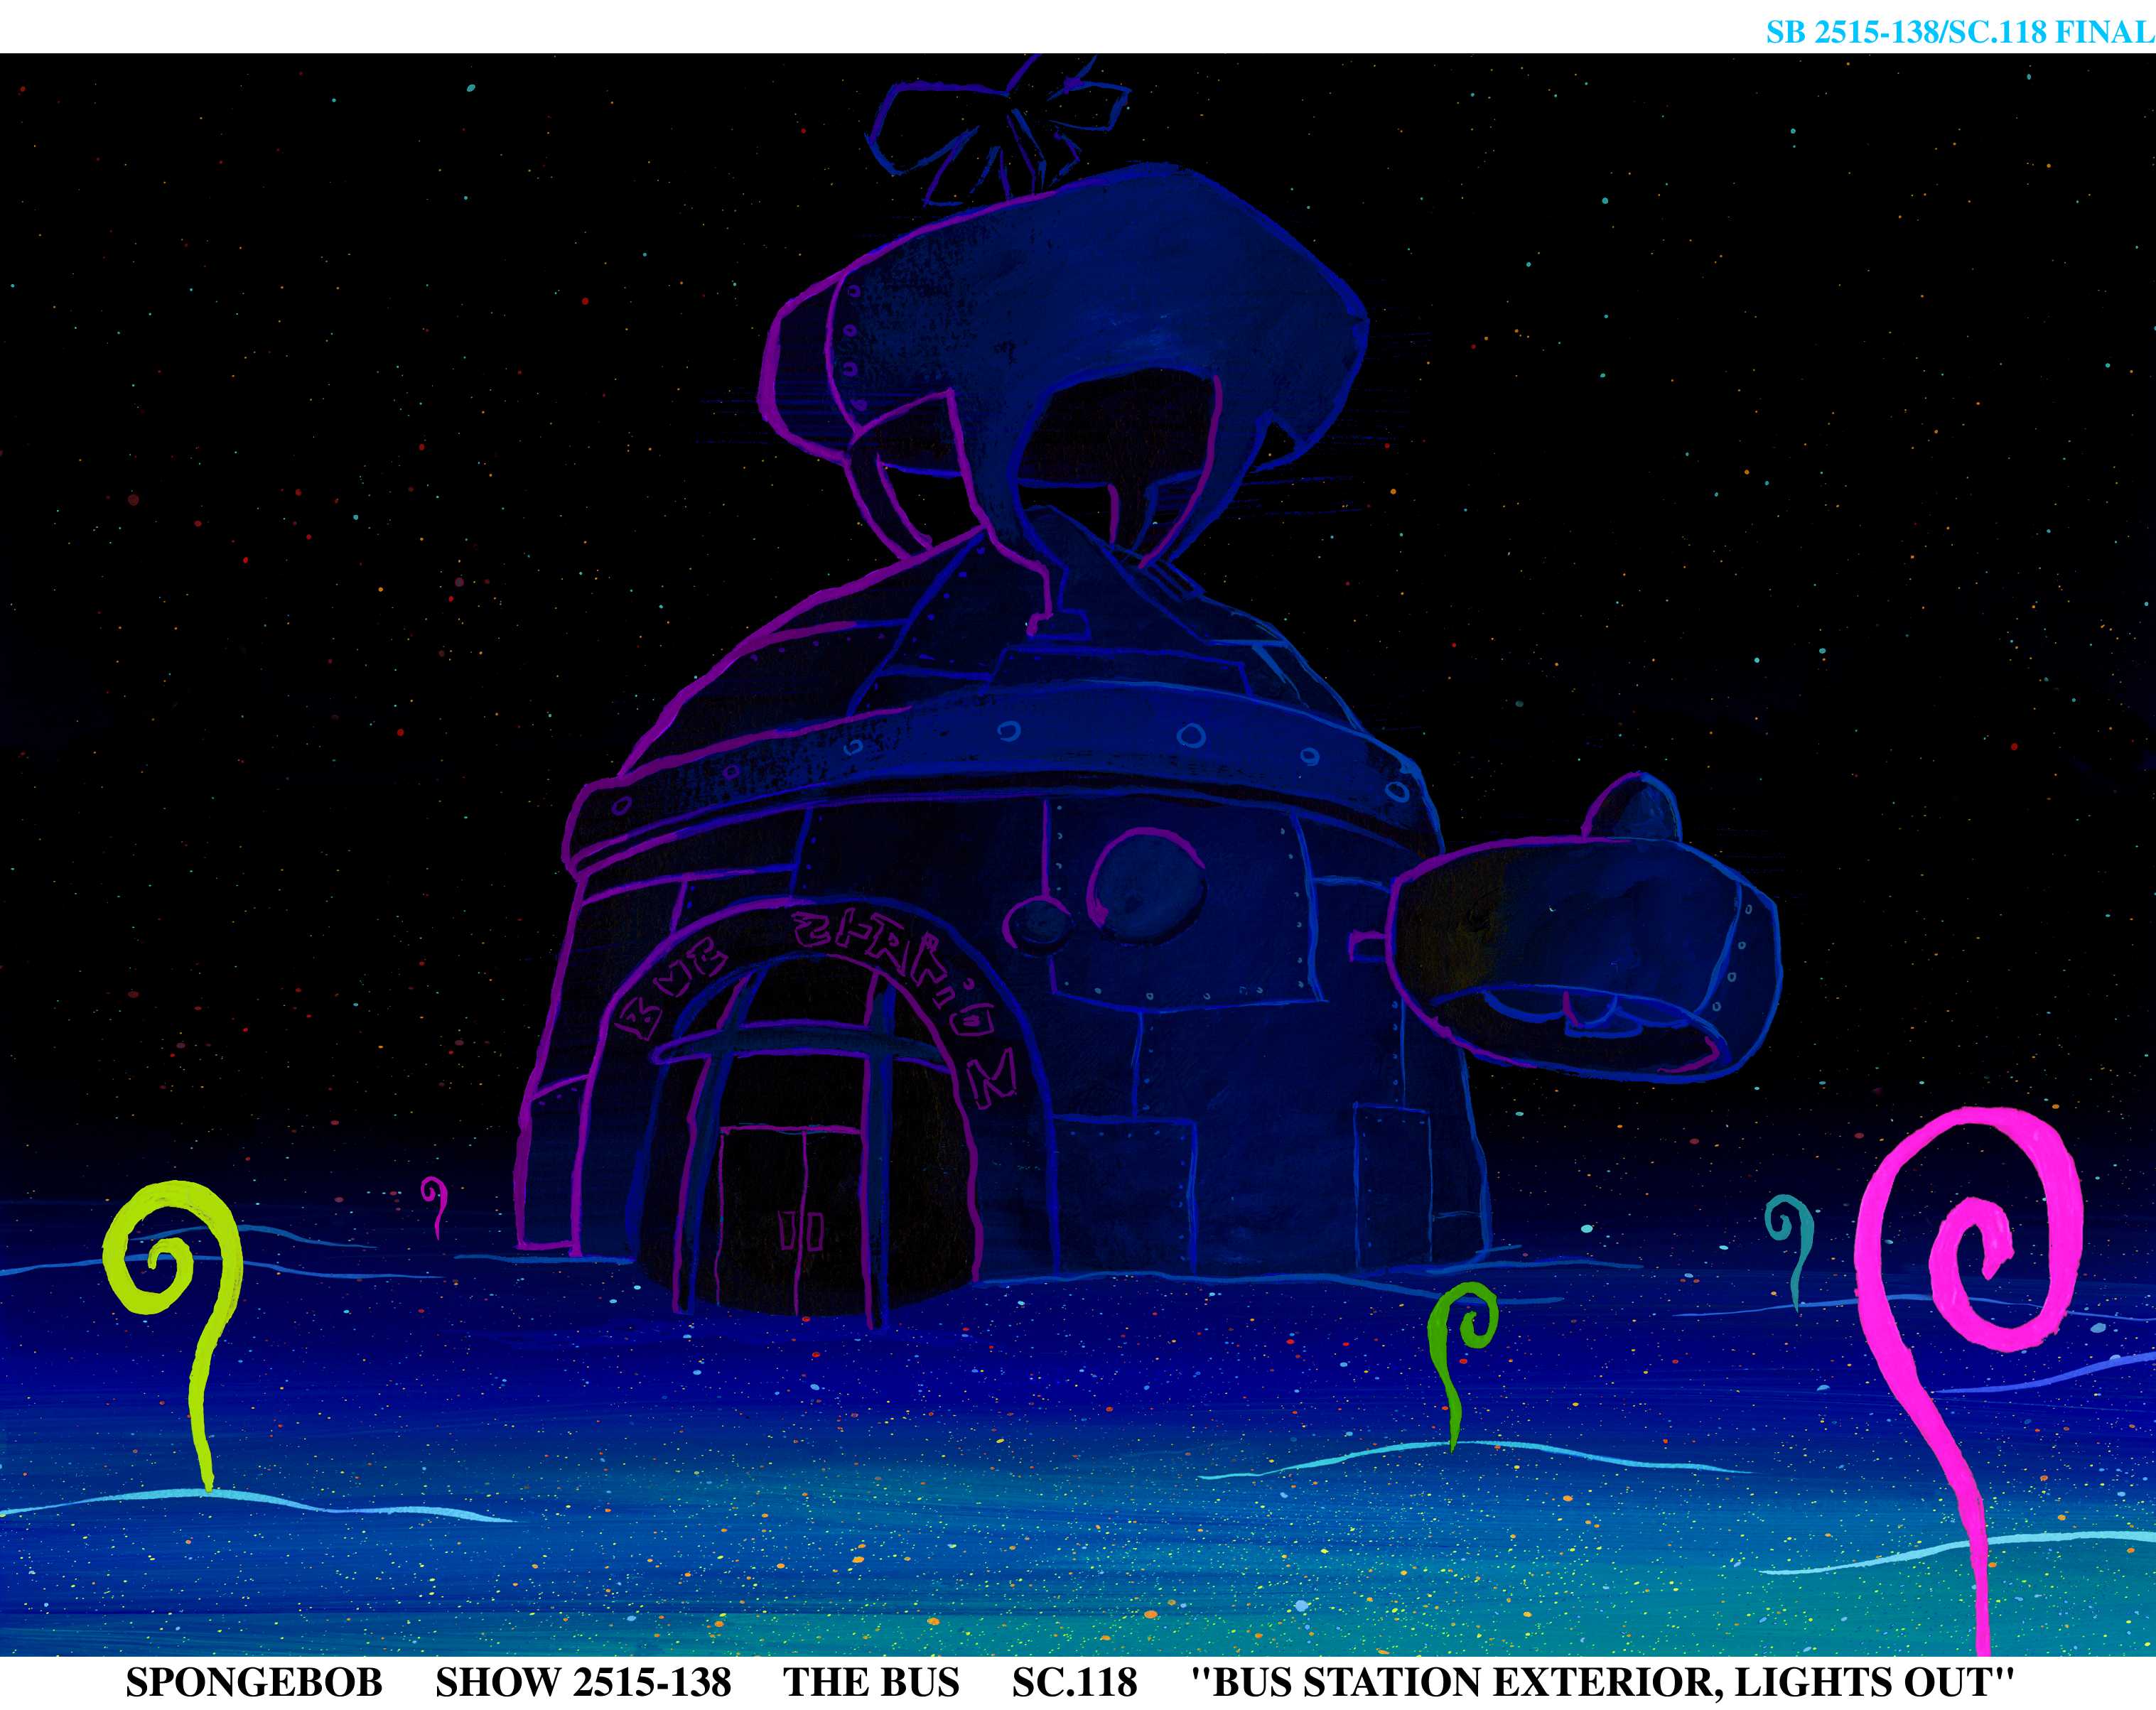 SB 2515-138/SC.118 FINAL
BUS STATION
SPONGEBOB SHOW 2515-138 THE BUS SC.118 "BUS STATION EXTERIOR, LIGHTS OUT"